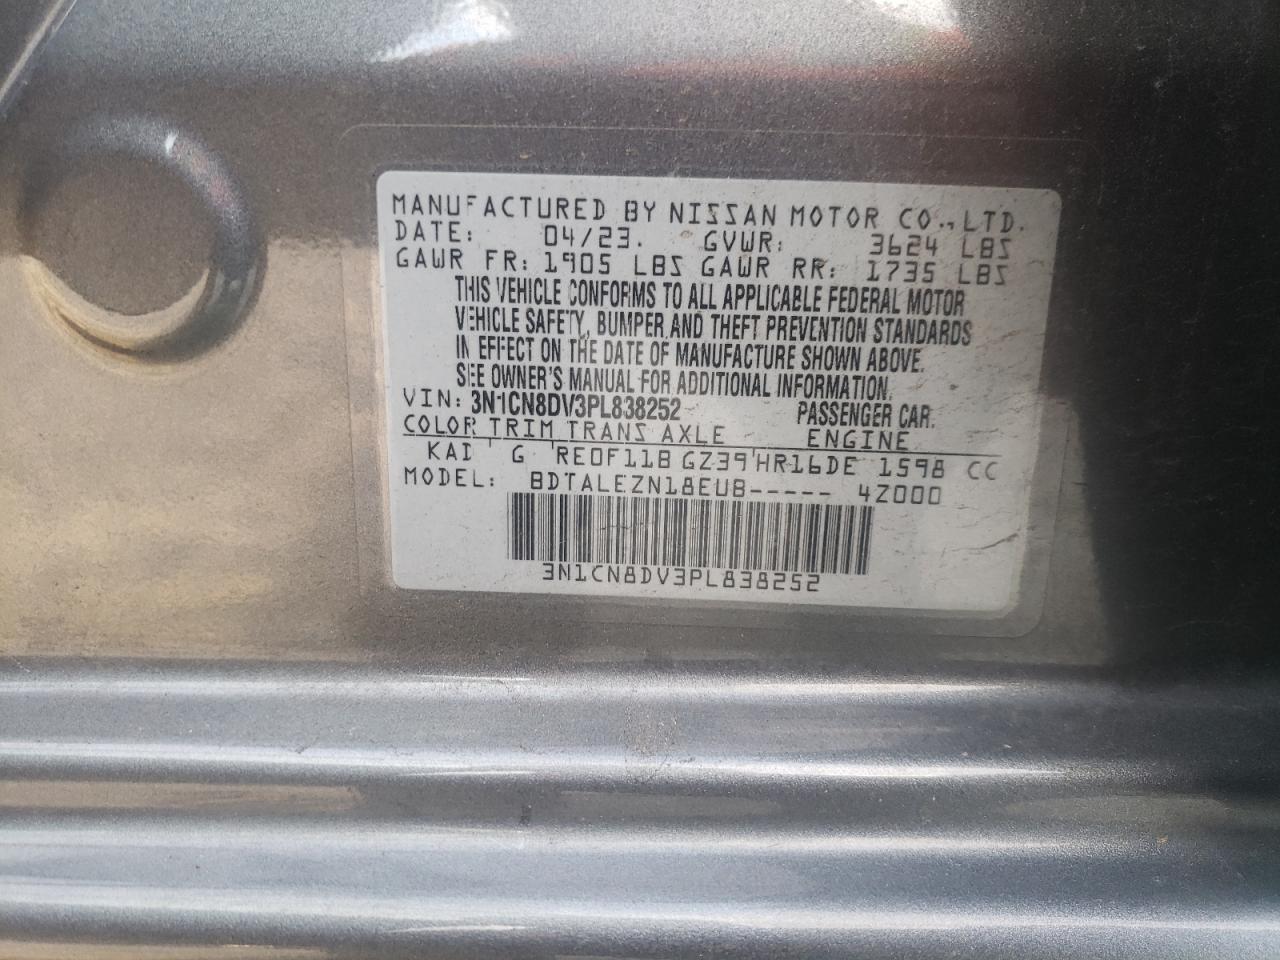 MANUFACTURED BY NISSAN MOTOR CO., LTD.
DATE: 04/23. GVWR: 3624 LBS
GAWR FR: 1905 LBS GAWR RR: 1735 LBS
THIS VEHICLE CONFORMS TO ALL APPLICABLE FEDERAL MOTOR
VEHICLE SAFETY, BUMPER AND THEFT PREVENTION STANDARDS
IN EFFECT ON THE DATE OF MANUFACTURE SHOWN ABOVE.
SEE OWNER'S MANUAL FOR ADDITIONAL INFORMATION.
VIN: 3N1CN8DV3PL838252 PASSENGER CAR.
COLOR TRIM TRANS AXLE ENGINE
KAD G RE0F11B GZ39 HR16DE 1598 CC
MODEL: BDTALEZN18EUB----- 4Z000
3N1CN8DV3PL838252